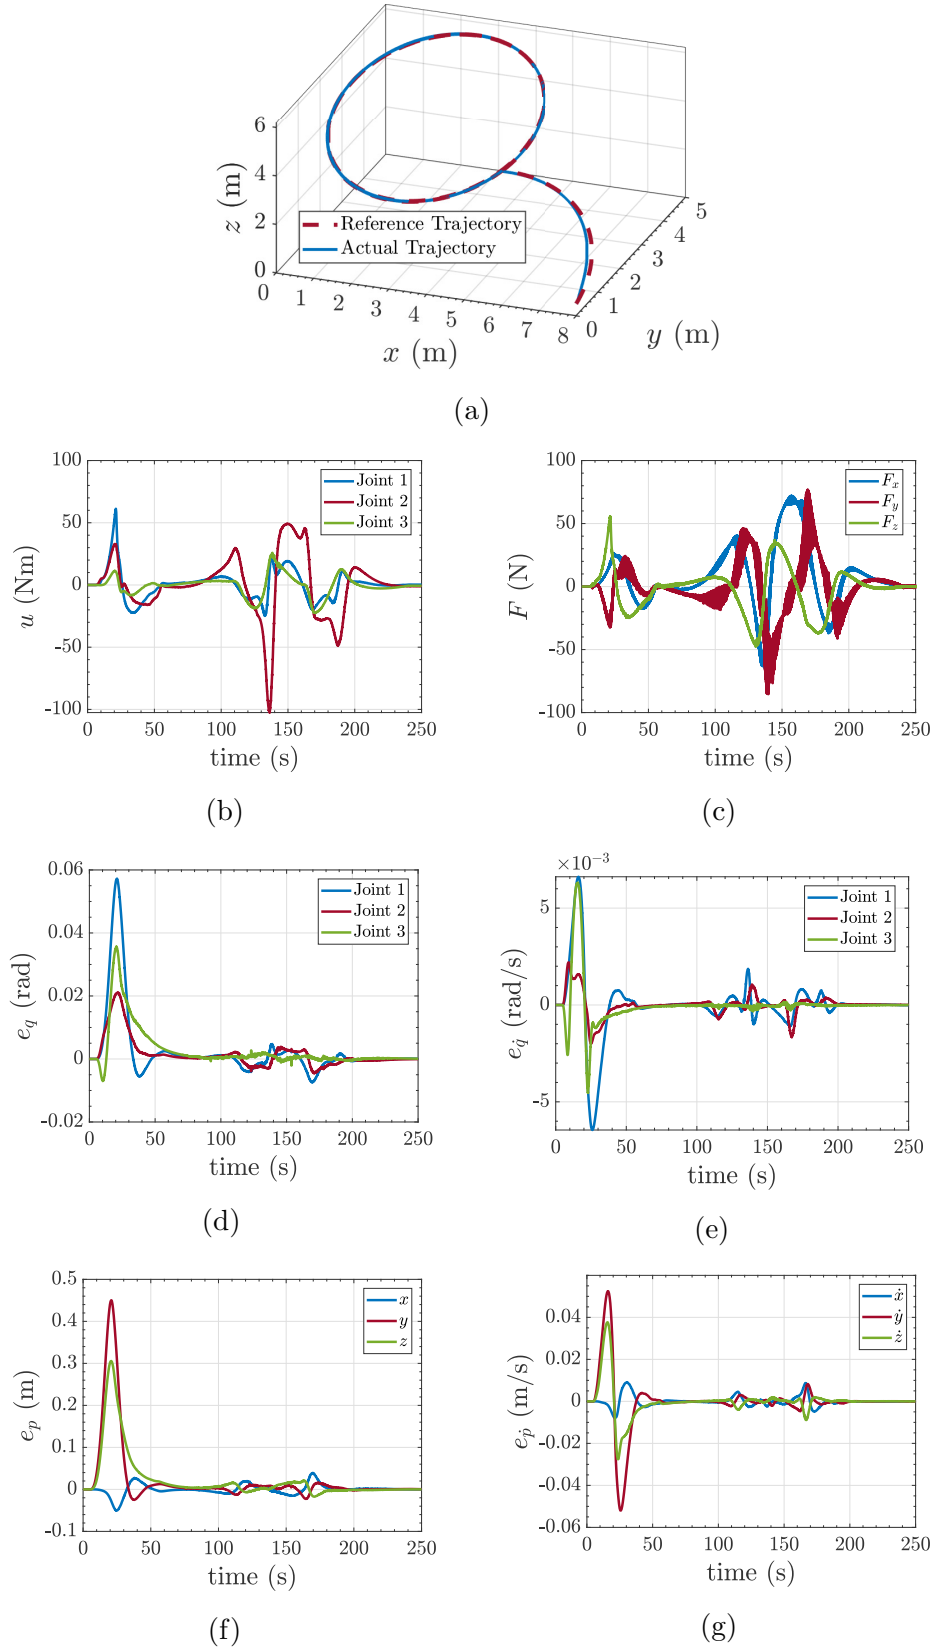 6
4
2
0
z (m)
Reference Trajectory
Actual Trajectory
0 1 2 3 4 5 6 7 8
x (m)
0 1 2 3 4 5
y (m)
(a)
100
50
0
-50
-100
u (Nm)
Joint 1
Joint 2
Joint 3
0 50 100 150 200 250
time (s)
(b)
100
50
0
-50
-100
F (N)
F_x
F_y
F_z
0 50 100 150 200 250
time (s)
(c)
0.06
0.04
0.02
0
-0.02
e_q (rad)
Joint 1
Joint 2
Joint 3
0 50 100 150 200 250
time (s)
(d)
×10⁻³
5
0
-5
e_q̇ (rad/s)
Joint 1
Joint 2
Joint 3
0 50 100 150 200 250
time (s)
(e)
0.5
0.4
0.3
0.2
0.1
0
-0.1
e_p (m)
x
y
z
0 50 100 150 200 250
time (s)
(f)
0.04
0.02
0
-0.02
-0.04
-0.06
e_ṗ (m/s)
ẋ
ẏ
ż
0 50 100 150 200 250
time (s)
(g)